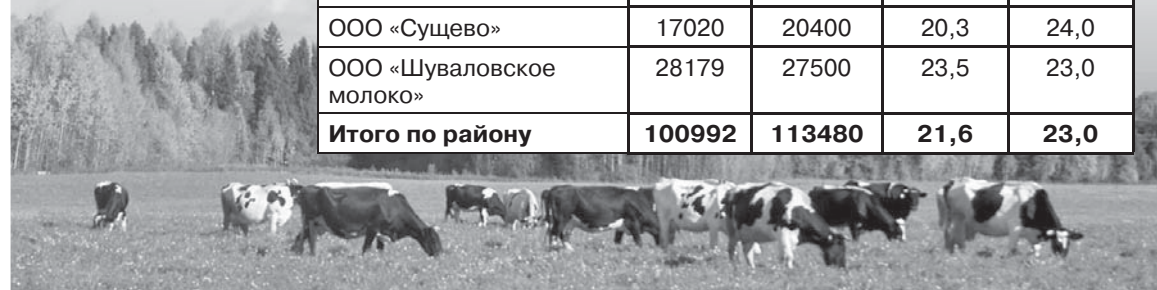 ООО «Сущево» 17020 20400 20,3 24,0
ООО «Шуваловское 28179 27500 23,5 23,0
молоко»
Итого по району 100992 113480 21,6 23,0